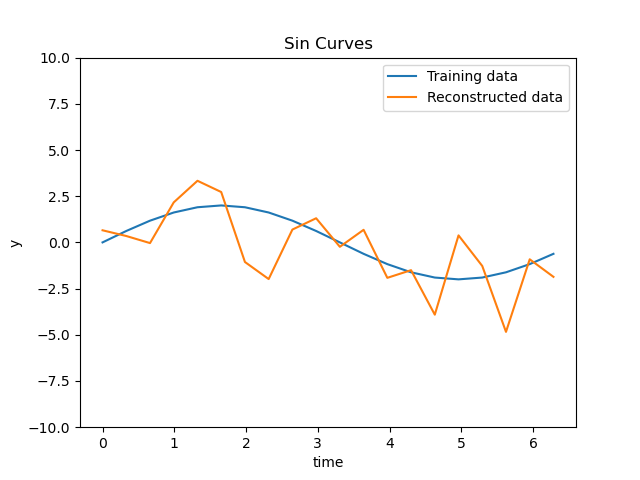 Sin Curves
Training data
Reconstructed data
10.0
7.5
5.0
2.5
0.0
−2.5
−5.0
−7.5
−10.0
y
0 1 2 3 4 5 6
time